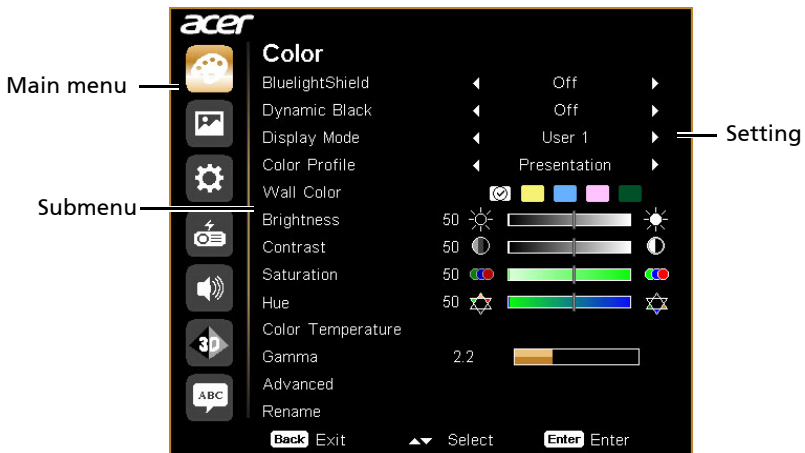 acer
Color
Main menu
BluelightShield Off
Dynamic Black Off
Display Mode User 1
Setting
Color Profile Presentation
Wall Color
Submenu
Brightness 50
Contrast 50
Saturation 50
Hue 50
3D
Color Temperature
Gamma 2.2
ABC
Advanced
Rename
Back Exit Select Enter Enter